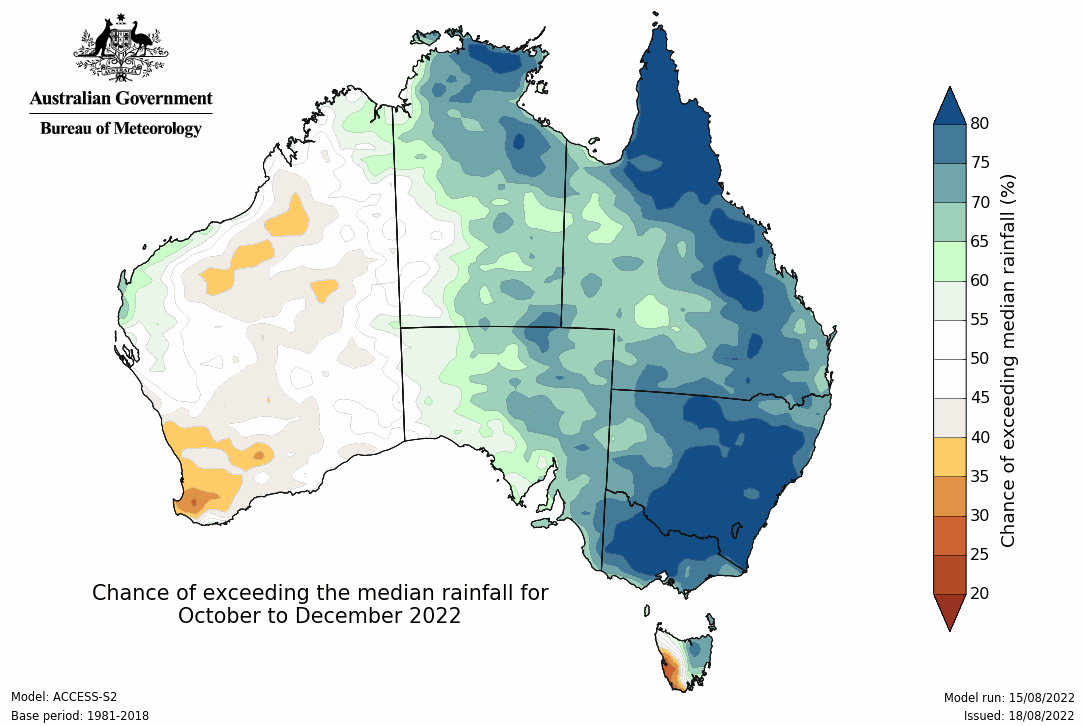 AUSTRALIA
Australian Government
Bureau of Meteorology
80
75
70
65
60
55
50
45
40
35
30
25
20
Chance of exceeding median rainfall (%)
Chance of exceeding the median rainfall for
October to December 2022
Model: ACCESS-S2
Base period: 1981-2018
Model run: 15/08/2022
Issued: 18/08/2022